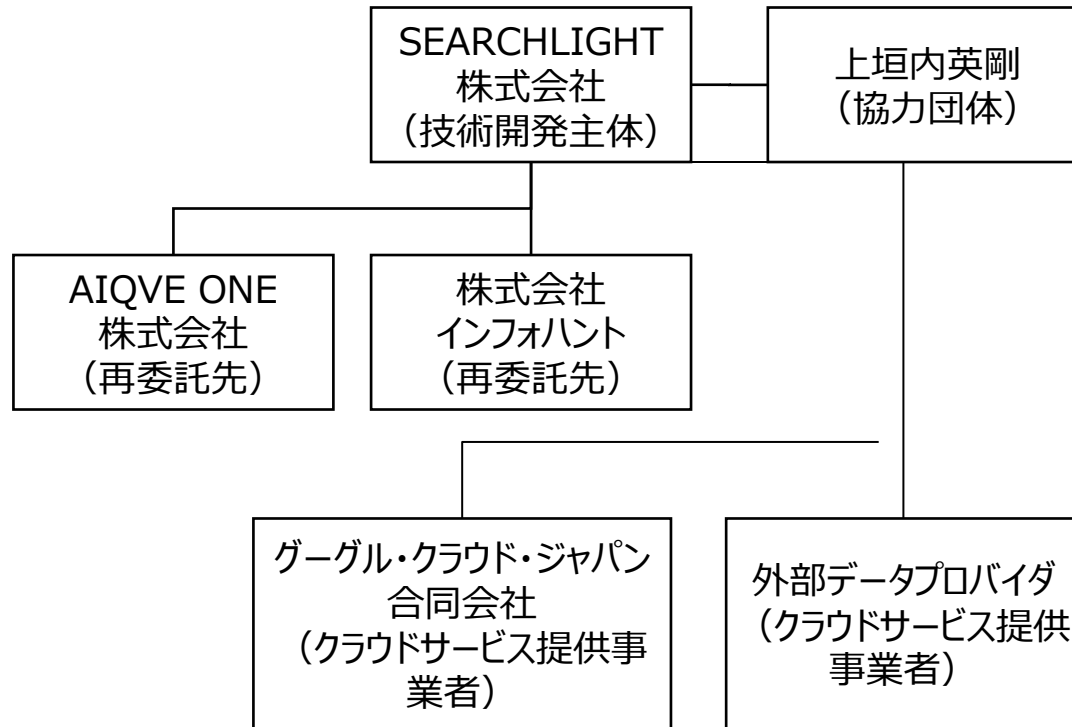 SEARCHLIGHT
株式会社
（技術開発主体）
上垣内英剛
（協力団体）
AIQVE ONE
株式会社
（再委託先）
株式会社
インフォハント
（再委託先）
グーグル・クラウド・ジャパン
合同会社
（クラウドサービス提供事
業者）
外部データプロバイダ
（クラウドサービス提供
事業者）